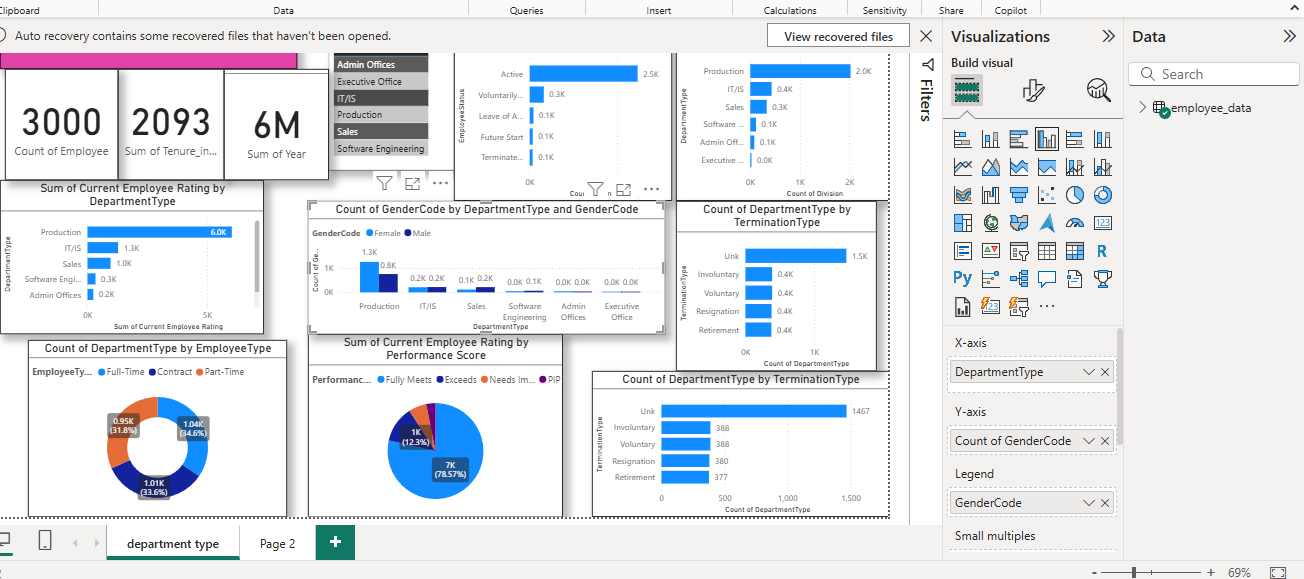 Clipboard
Data
Queries
Insert
Calculations
Sensitivity
Share
Copilot
Auto recovery contains some recovered files that haven't been opened.
View recovered files
3000
Count of Employee
2093
Sum of Tenure_in...
6M
Sum of Year
Admin Offices
Executive Office
IT/IS
Production
Sales
Software Engineering
EmployeeStatus
Active
2.5K
Voluntarily...
0.3K
Leave of A...
0.1K
Future Start
0.1K
Terminate...
0.1K
0K
DepartmentType
Production
2.0K
IT/IS
0.4K
Sales
0.3K
Software ...
0.1K
Admin Off...
0.1K
Executive ...
0.0K
0K
1K
2K
Count of Division
Sum of Current Employee Rating by
DepartmentType
DepartmentType
Production
6.0K
IT/IS
1.3K
Sales
1.0K
Software Engi...
0.3K
Admin Offices
0.2K
0K
5K
Sum of Current Employee Rating
Count of GenderCode by DepartmentType and GenderCode
GenderCode
Female
Male
Count of Ge...
1K
0K
1.3K
0.8K
0.2K 0.2K
0.1K 0.2K
0.0K 0.1K
0.0K 0.0K
0.0K 0.0K
Production
IT/IS
Sales
Software
Engineering
Admin
Offices
Executive
Office
DepartmentType
Count of DepartmentType by
TerminationType
TerminationType
Unk
1.5K
Involuntary
0.4K
Voluntary
0.4K
Resignation
0.4K
Retirement
0.4K
0K
1K
Count of DepartmentType
Count of DepartmentType by EmployeeType
EmployeeTy...
Full-Time
Contract
Part-Time
0.95K
(31.8%)
1.04K
(34.6%)
1.01K
(33.6%)
Sum of Current Employee Rating by
Performance Score
Performanc...
Fully Meets
Exceeds
Needs Im...
PIP
1K
(12.3%)
7K
(78.57%)
Count of DepartmentType by TerminationType
TerminationType
Unk
1467
Involuntary
388
Voluntary
388
Resignation
380
Retirement
377
0
500
1,000
1,500
Count of DepartmentType
Filters
Visualizations
Build visual
123
R
Py
123
X-axis
DepartmentType
Y-axis
Count of GenderCode
Legend
GenderCode
Small multiples
Data
Search
employee_data
department type
Page 2
+
-
+
69%